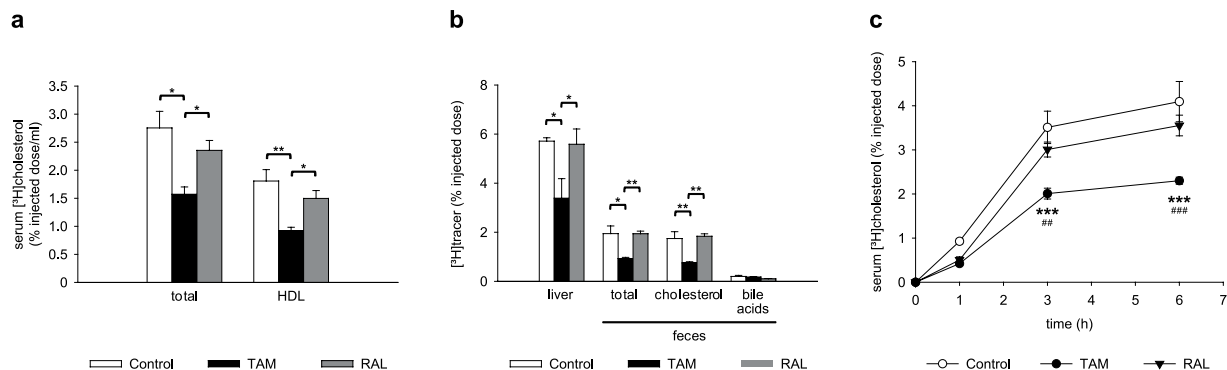 a
serum [³H]cholesterol
(% injected dose/ml)
3.5
3.0
2.5
2.0
1.5
1.0
0.5
0
*
*
**
*
total
HDL
Control
TAM
RAL
b
[³H]tracer (% injected dose)
8
6
4
2
0
*
*
*
**
**
**
liver
total
cholesterol
bile
acids
feces
Control
TAM
RAL
c
serum [³H]cholesterol (% injected dose)
5
4
3
2
1
0
***
##
***
###
0 1 2 3 4 5 6 7
time (h)
Control
TAM
RAL